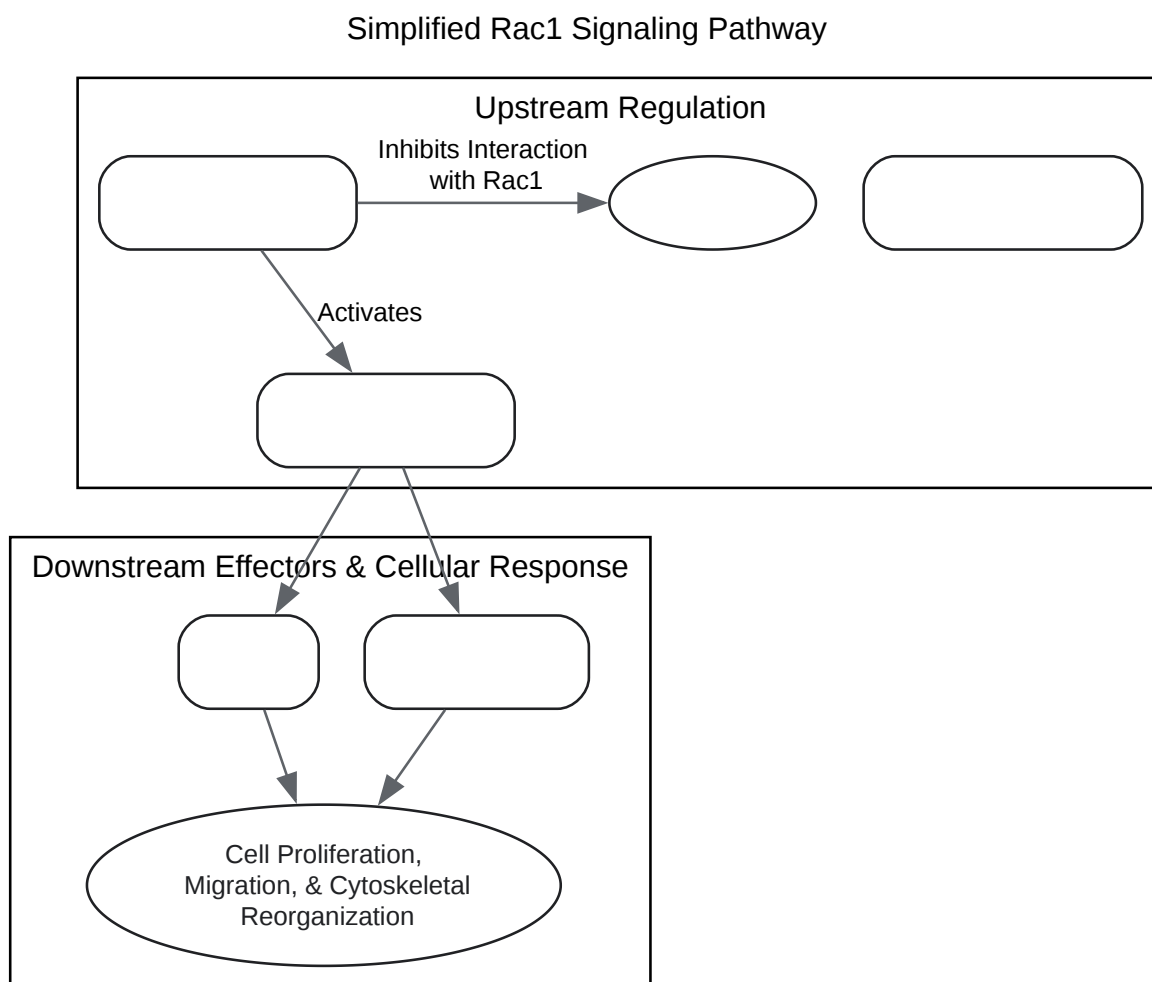 Simplified Rac1 Signaling Pathway
Upstream Regulation
Inhibits Interaction
with Rac1
Activates
Downstream Effectors & Cellular Response
Cell Proliferation,
Migration, & Cytoskeletal
Reorganization